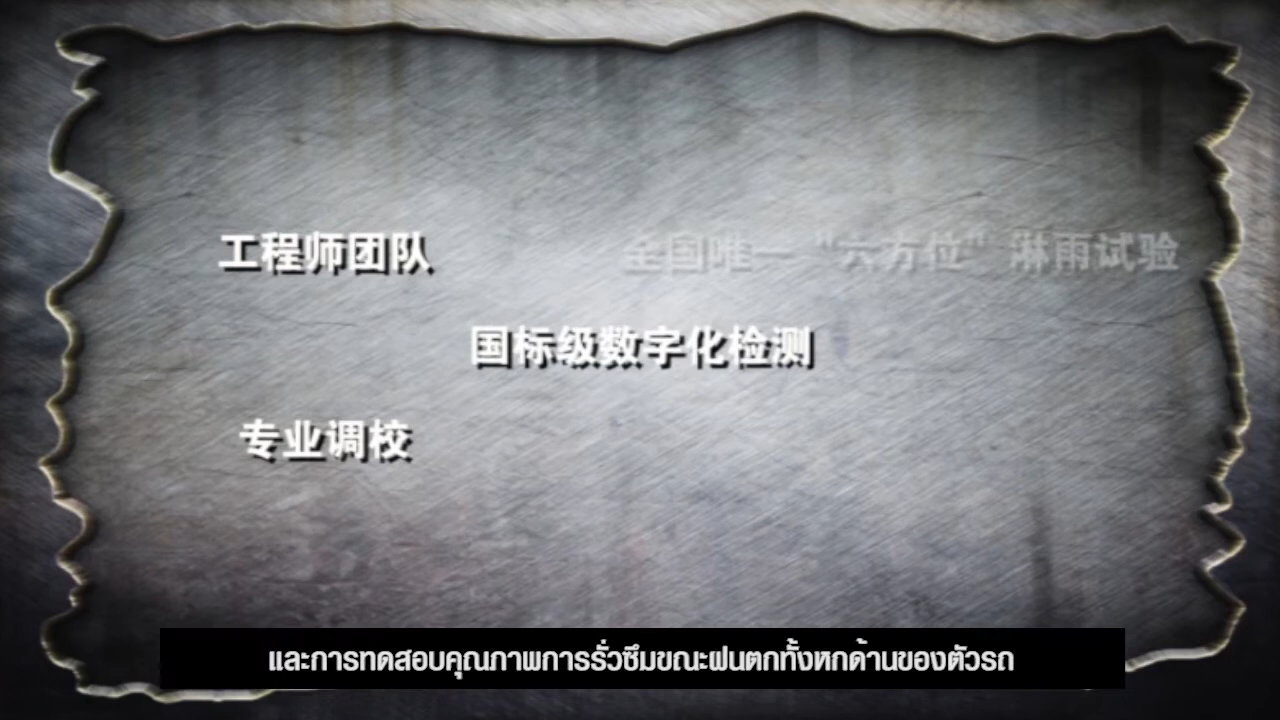 工程师团队 全国唯一“六方位”淋雨试验
国标级数字化检测
专业调校
และการทดสอบคุณภาพการรั่วซึมขณะฝนตกทั้งหกด้านของตัวรถ